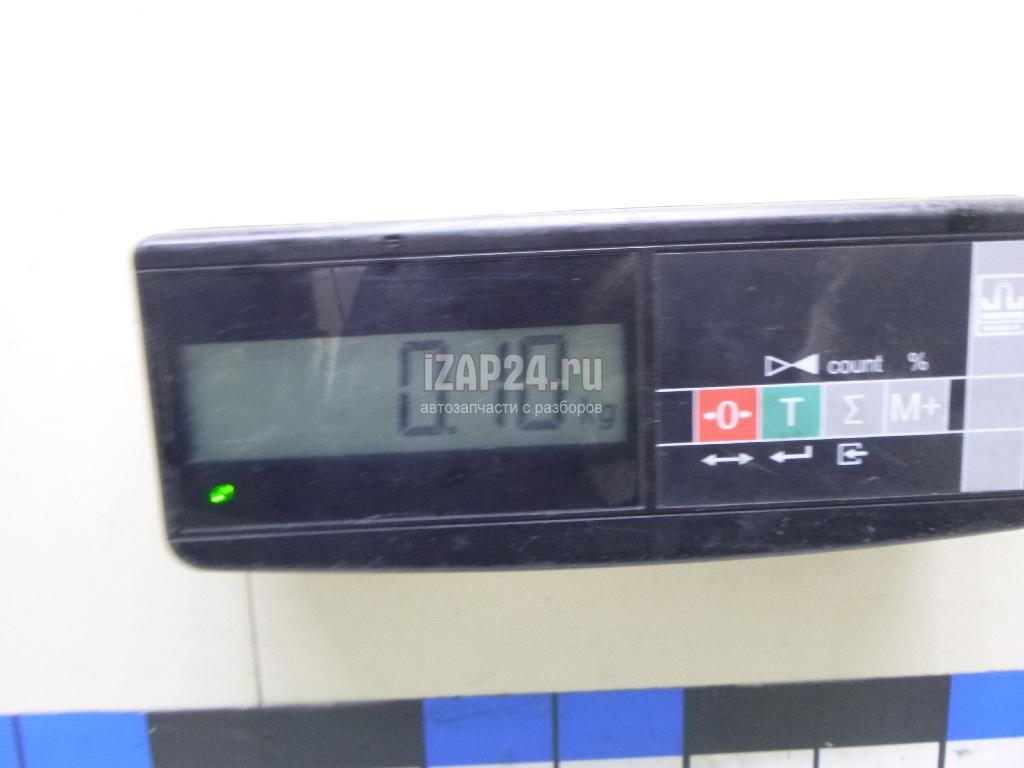 0.10 kg
iZAP24.ru
автозапчасти с разборов
count %
→0← T Σ M+